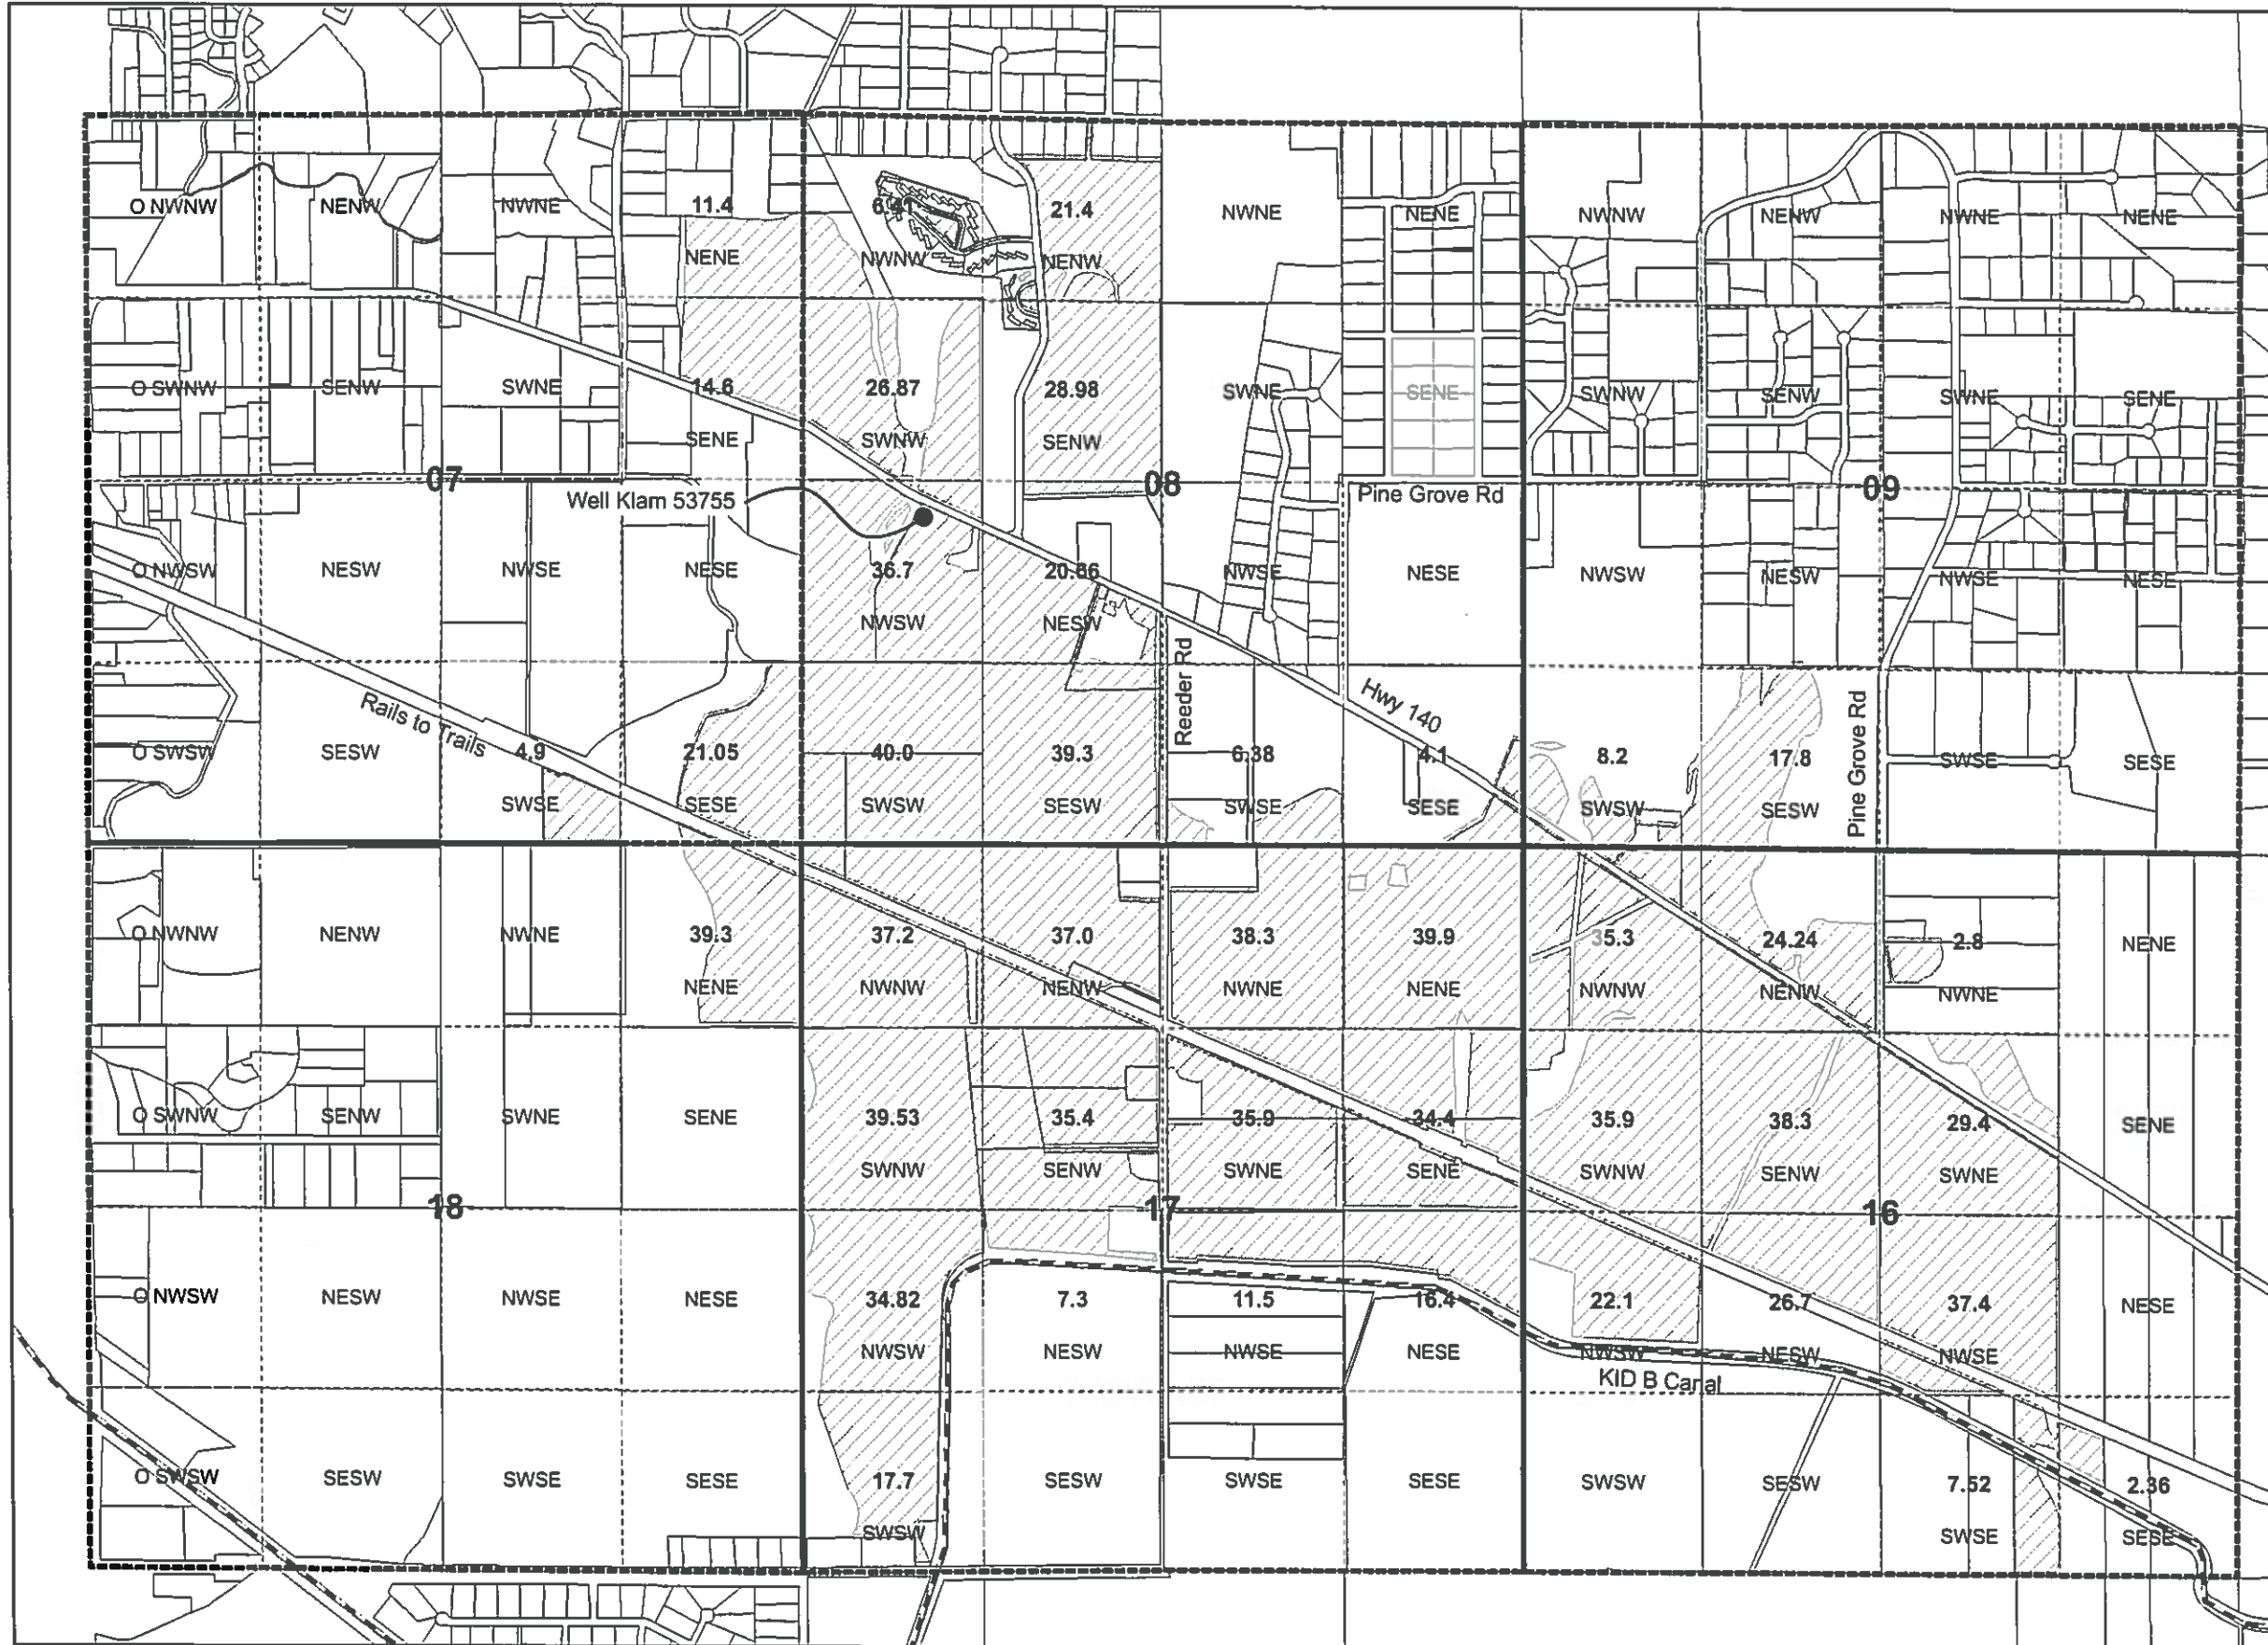 O NWNW NENW NWNE 11.4 6.41 21.4 NWNE NENE NWNW NENW NWNE NENE
NENE NWNW NENW
O SWNW SENW SWNE 14.6 26.87 28.98 SWNE SENE SWNW SENW SWNE SENE
SENE SWNW SENW
07 08 09
Well Klam 53755 Pine Grove Rd
O NWSW NESW NWSE NESE 36.7 20.66 NWSE NESE NWSW NESW NWSE NESE
NWSW NESW
Reeder Rd
Hwy 140
Pine Grove Rd
Rails to Trails
O SWSW SESW 4.9 21.05 40.0 39.3 6.38 4.1 8.2 17.8 SWSE SESE
SWSE SESE SWSW SESW SWSE SESE SWSW SESW
O NWNW NENW NWNE 39.3 37.2 37.0 38.3 39.9 35.3 24.24 2.8 NENE
NENE NWNW NENW NWNE NENE NWNW NENW NWNE
O SWNW SENW SWNE SENE 39.53 35.4 35.9 34.4 35.9 38.3 29.4 SENE
SWNW SENW SWNE SENE SWNW SENW SWNE
18 17 16
O NWSW NESW NWSE NESE 34.82 7.3 11.5 16.4 22.1 26.7 37.4 NESE
NWSW NESW NWSE NESE NWSW NESW NWSE
KID B Canal
O SWSW SESW SWSE SESE 17.7 SESW SWSE SESE SWSW SESW 7.52 2.36
SWSW SWSE SESE